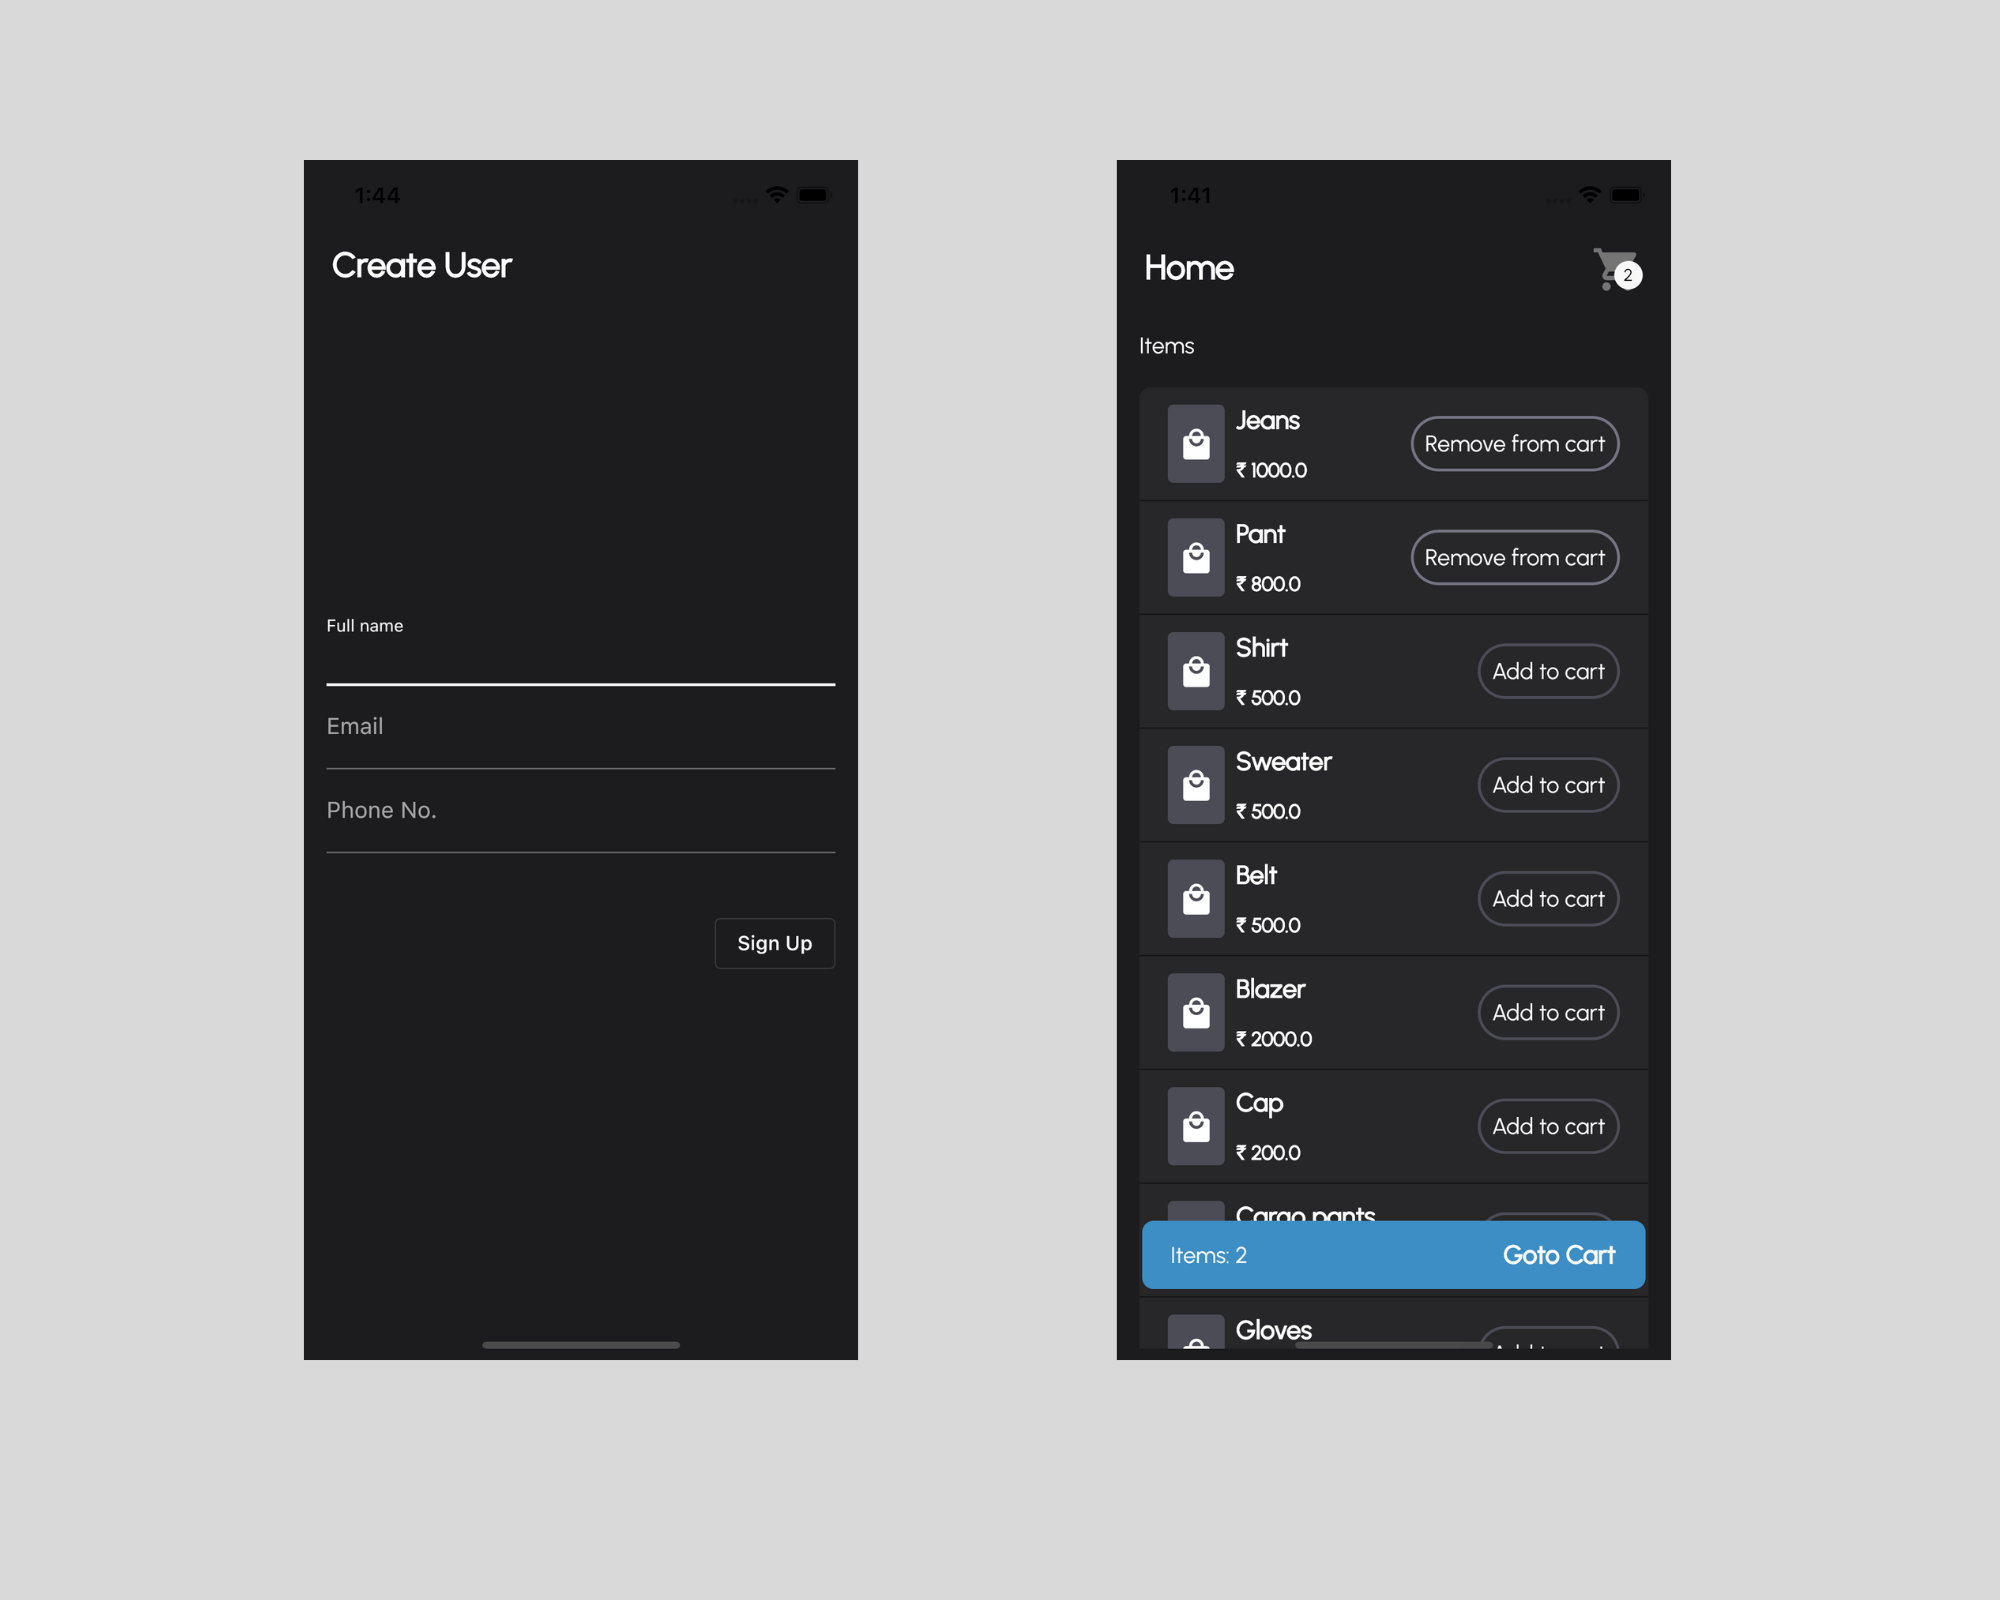 1:44
Create User
Full name
Email
Phone No.
Sign Up
1:41
Home
2
Items
Jeans
₹ 1000.0
Remove from cart
Pant
₹ 800.0
Remove from cart
Shirt
₹ 500.0
Add to cart
Sweater
₹ 500.0
Add to cart
Belt
₹ 500.0
Add to cart
Blazer
₹ 2000.0
Add to cart
Cap
₹ 200.0
Add to cart
Cargo pants
Items: 2
Goto Cart
Gloves
Add to cart